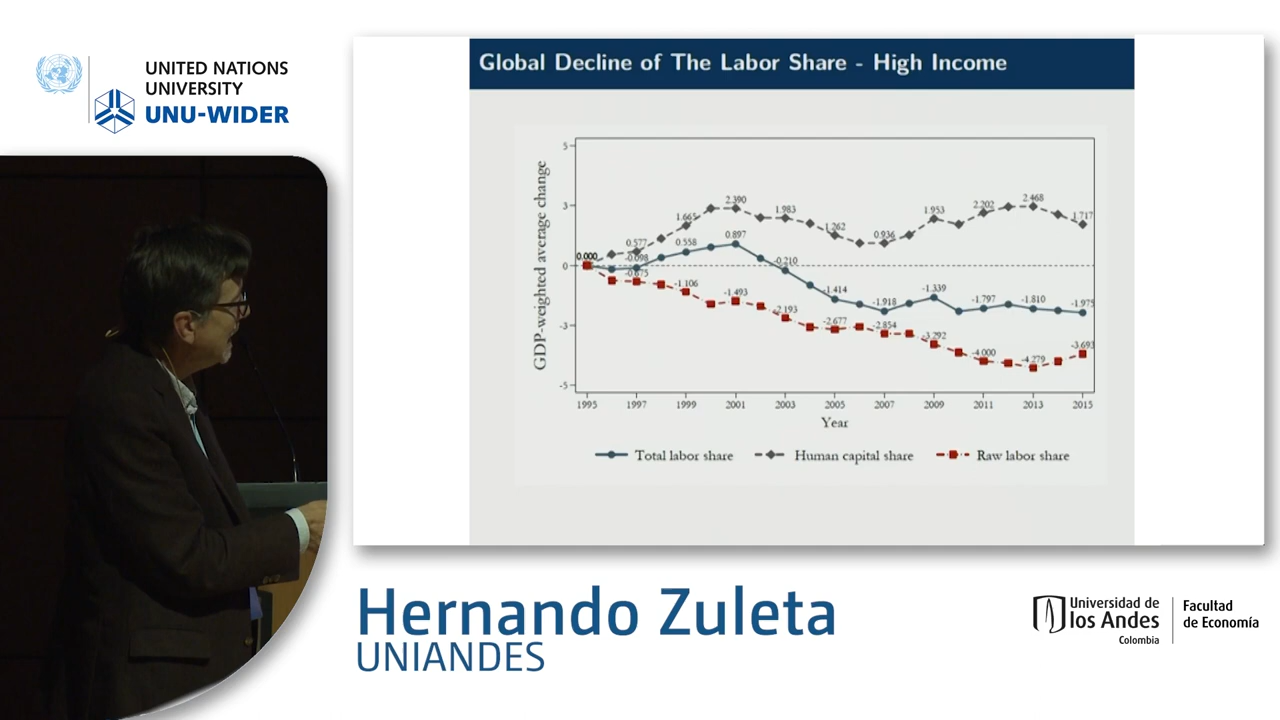 UNITED NATIONS
UNIVERSITY
UNU-WIDER
Global Decline of The Labor Share - High Income
GDP-weighted average change
5
3
0
-3
-5
0.000
0.577
1.665
2.390
1.983
1.262
0.936
1.953
2.202
2.468
1.717
-0.098
0.558
0.897
-0.210
-1.414
-1.918
-1.339
-1.797
-1.810
-1.975
-0.675
-1.106
-1.493
-2.193
-2.677
-2.854
-3.292
-4.000
-4.279
-3.693
1995 1997 1999 2001 2003 2005 2007 2009 2011 2013 2015
Year
Total labor share Human capital share Raw labor share
Hernando Zuleta
UNIANDES
Universidad de
los Andes
Colombia
Facultad
de Economía